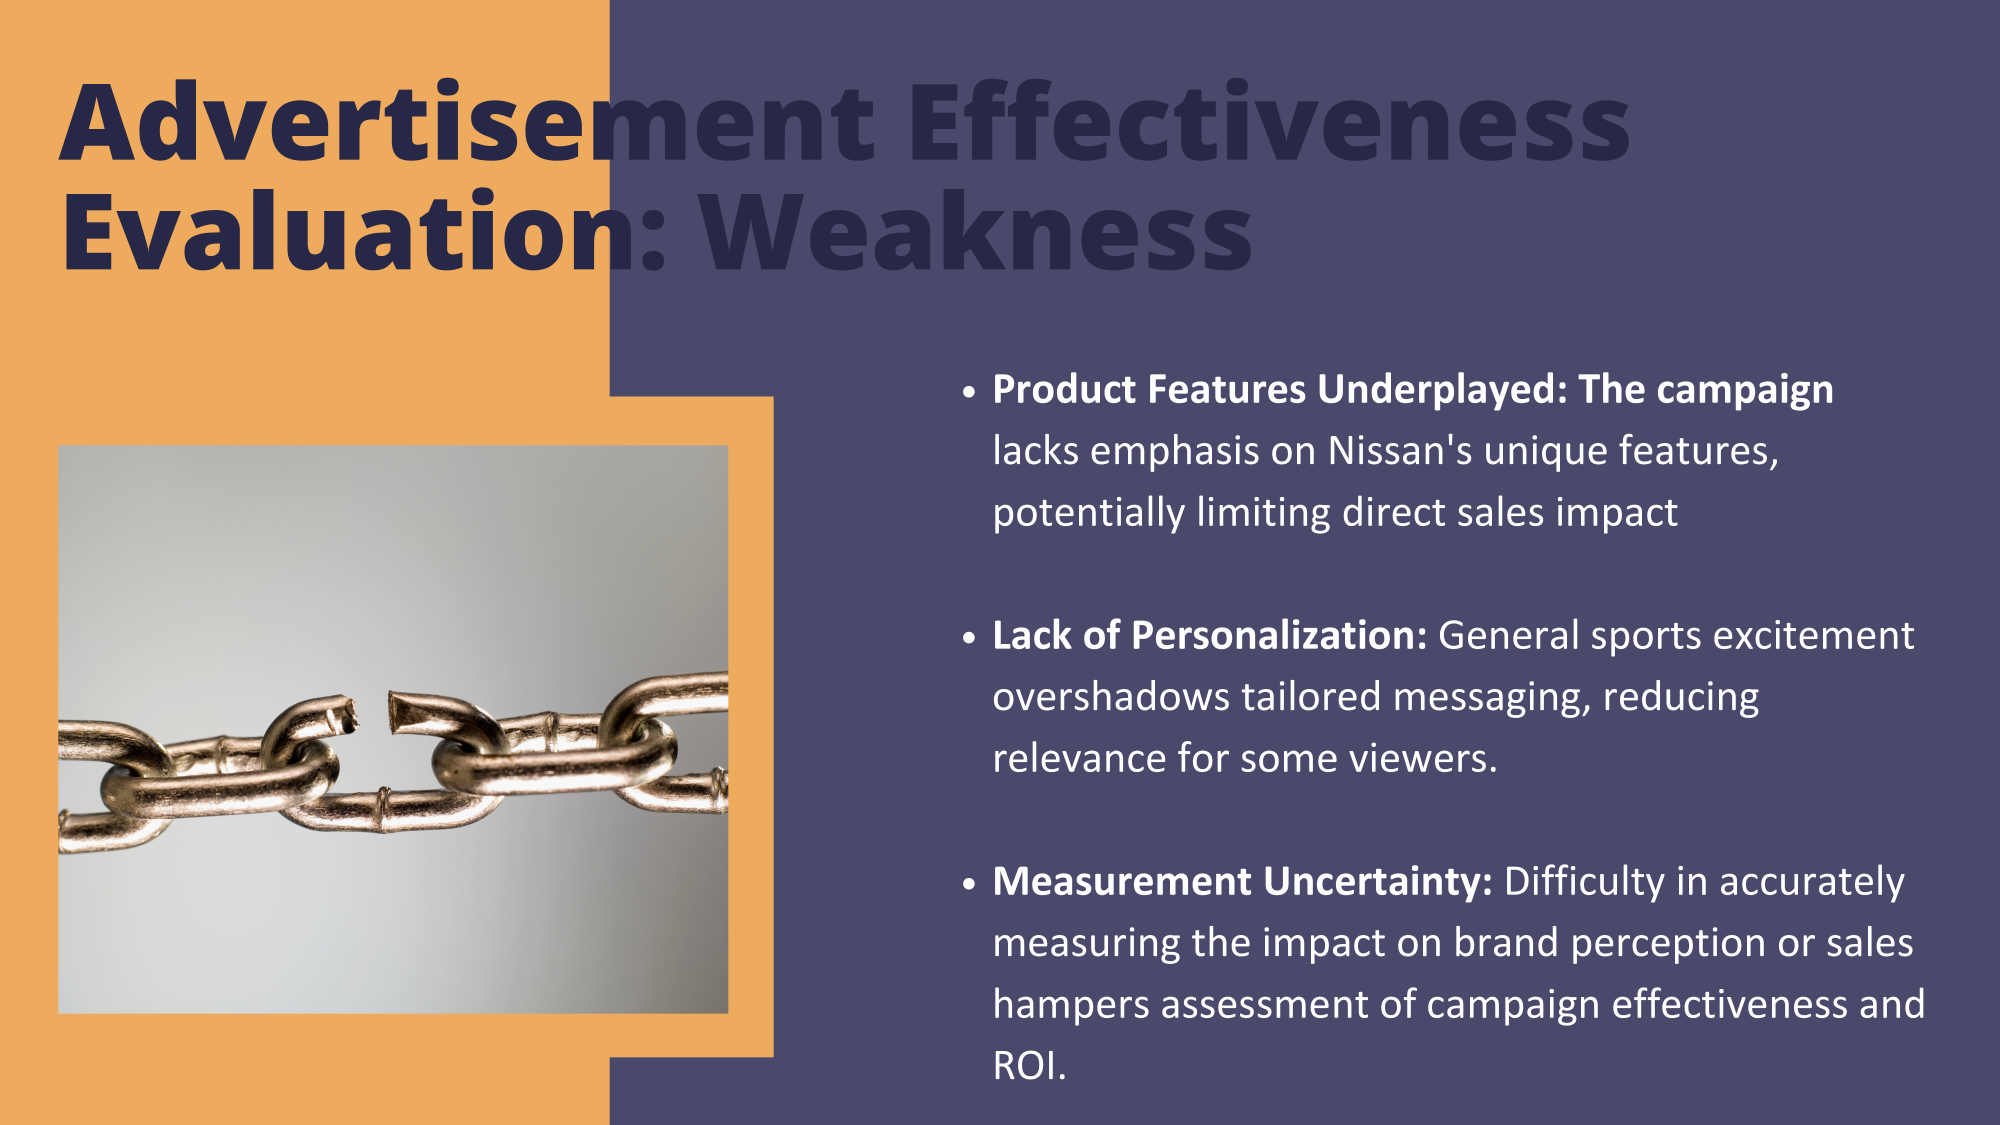 Advertisement Effectiveness
Evaluation: Weakness
• Product Features Underplayed: The campaign
lacks emphasis on Nissan's unique features,
potentially limiting direct sales impact
• Lack of Personalization: General sports excitement
overshadows tailored messaging, reducing
relevance for some viewers.
• Measurement Uncertainty: Difficulty in accurately
measuring the impact on brand perception or sales
hampers assessment of campaign effectiveness and
ROI.